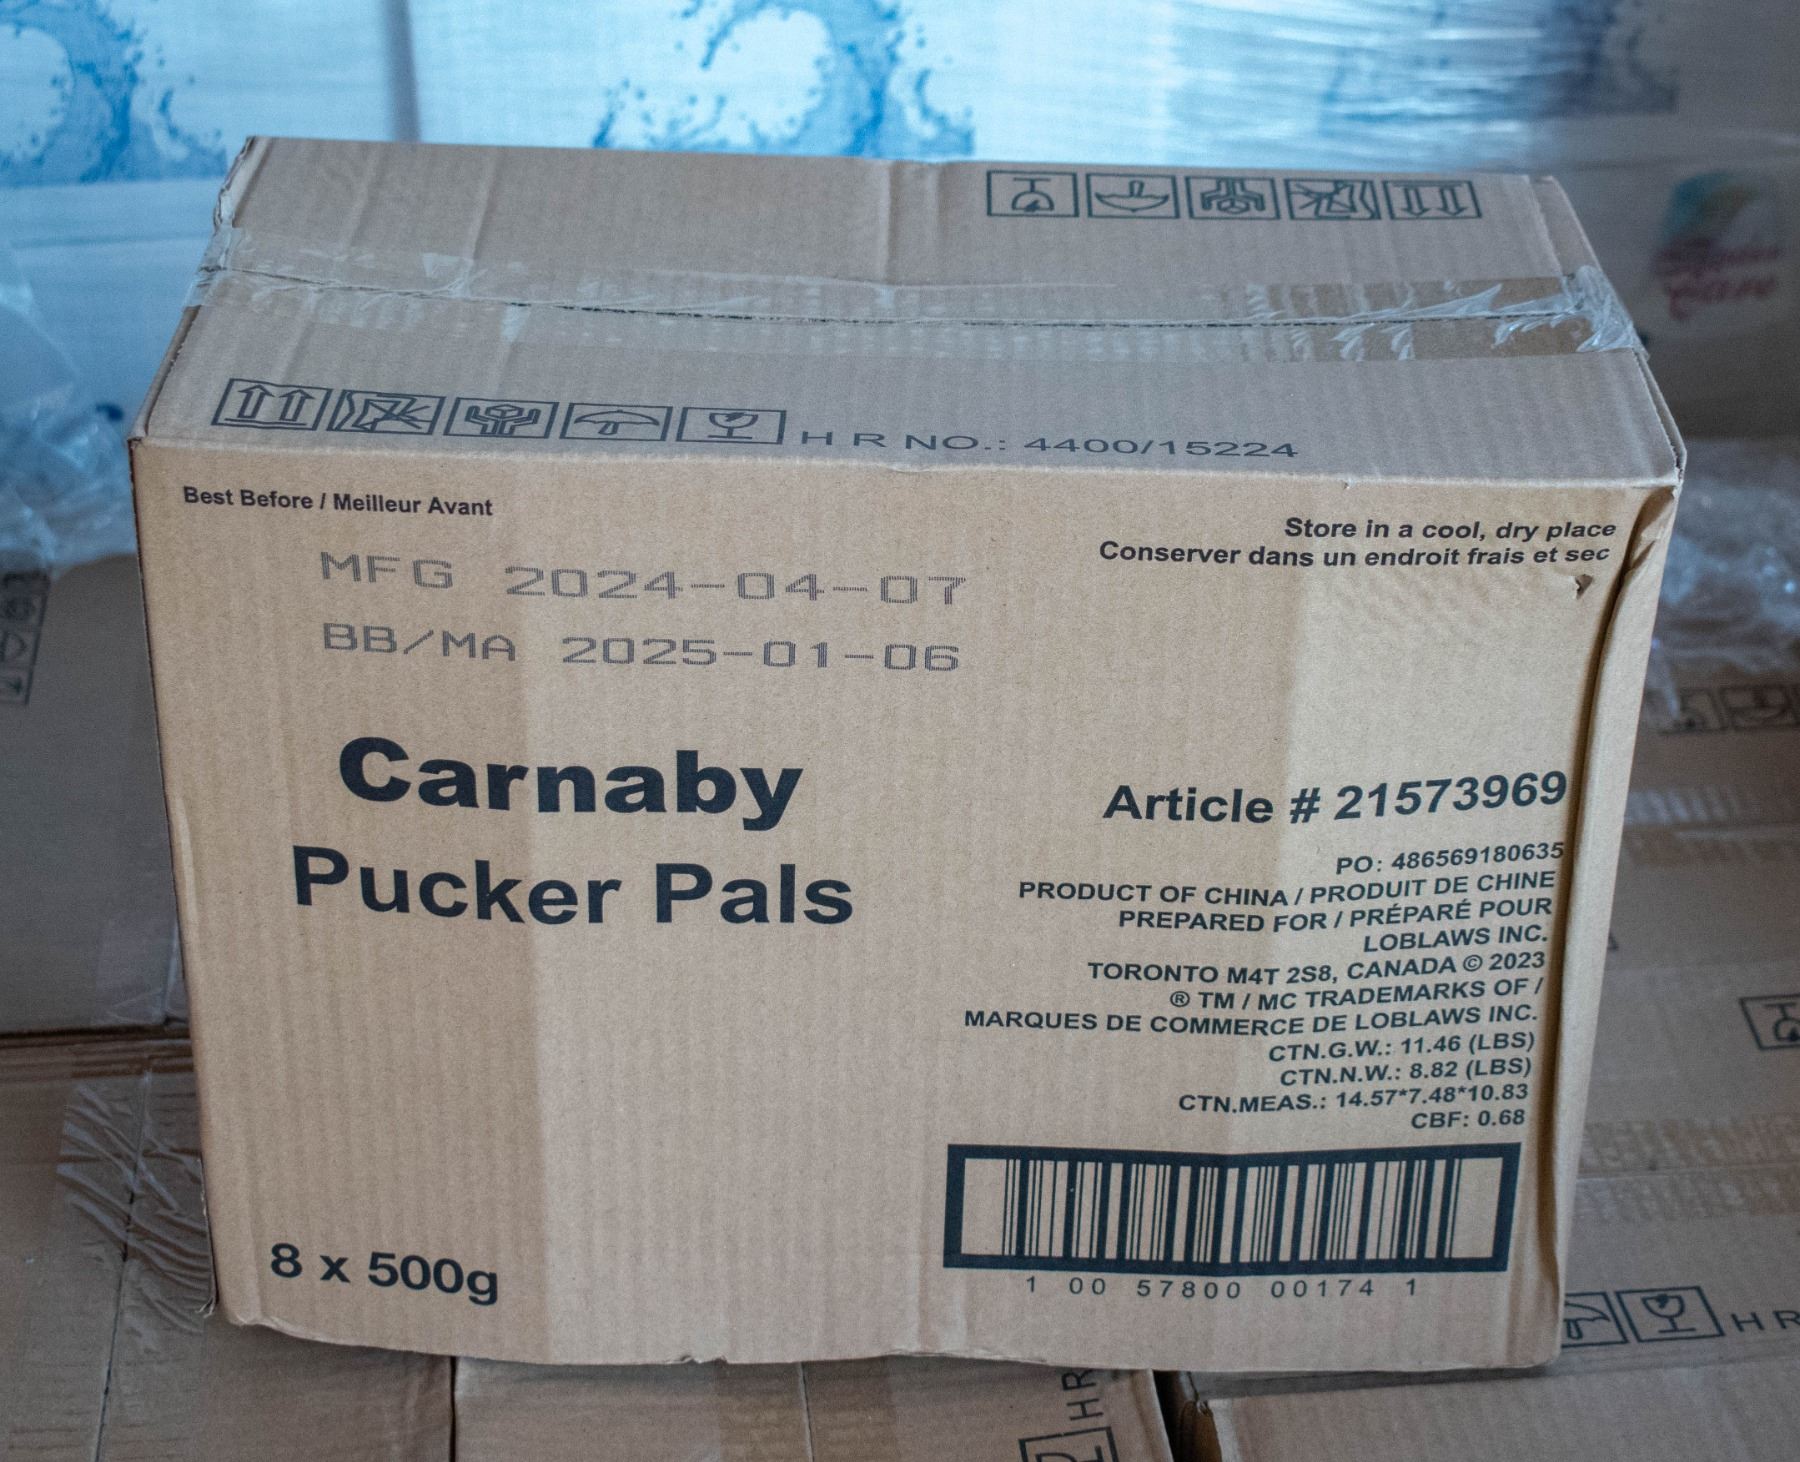 H R NO.: 4400/15224
Best Before / Meilleur Avant
Store in a cool, dry place
Conserver dans un endroit frais et sec
MFG 2024-04-07
BB/MA 2025-01-06
Carnaby
Pucker Pals
Article # 21573969
PO: 486569180635
PRODUCT OF CHINA / PRODUIT DE CHINE
PREPARED FOR / PRÉPARÉ POUR
LOBLAWS INC.
TORONTO M4T 2S8, CANADA © 2023
® TM / MC TRADEMARKS OF /
MARQUES DE COMMERCE DE LOBLAWS INC.
CTN.G.W.: 11.46 (LBS)
CTN.N.W.: 8.82 (LBS)
CTN.MEAS.: 14.57*7.48*10.83
CBF: 0.68
8 x 500g
1 00 57800 00174 1
H R
HR